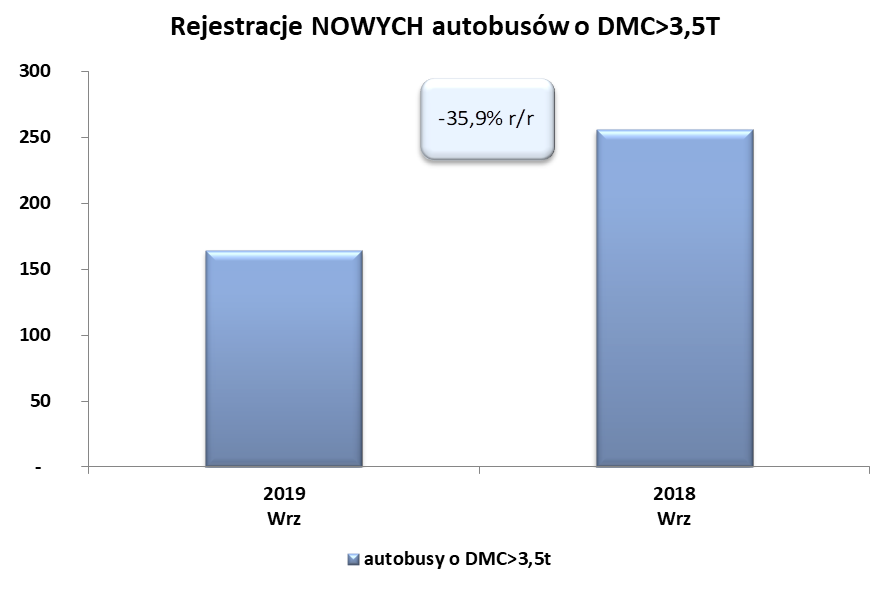 Rejestracje NOWYCH autobusów o DMC>3,5T
300
-35,9% r/r
250
200
150
100
50
-
2019
Wrz
2018
Wrz
autobusy o DMC>3,5t